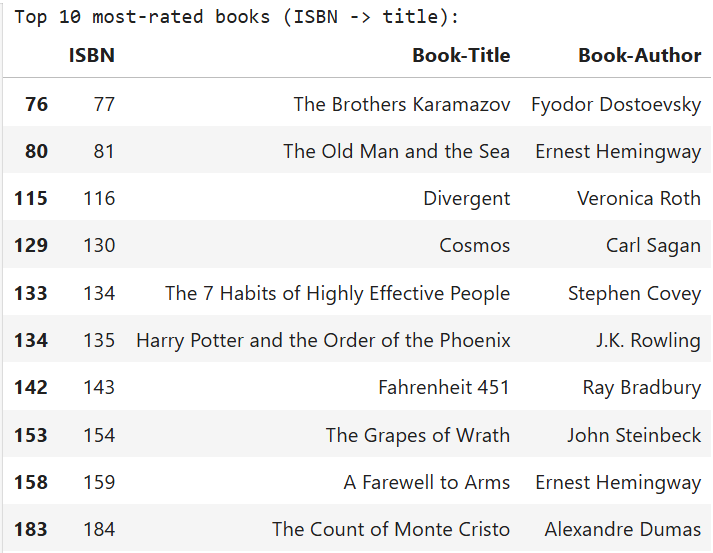 Top 10 most-rated books (ISBN -> title):
ISBN Book-Title Book-Author
76 77 The Brothers Karamazov Fyodor Dostoevsky
80 81 The Old Man and the Sea Ernest Hemingway
115 116 Divergent Veronica Roth
129 130 Cosmos Carl Sagan
133 134 The 7 Habits of Highly Effective People Stephen Covey
134 135 Harry Potter and the Order of the Phoenix J.K. Rowling
142 143 Fahrenheit 451 Ray Bradbury
153 154 The Grapes of Wrath John Steinbeck
158 159 A Farewell to Arms Ernest Hemingway
183 184 The Count of Monte Cristo Alexandre Dumas